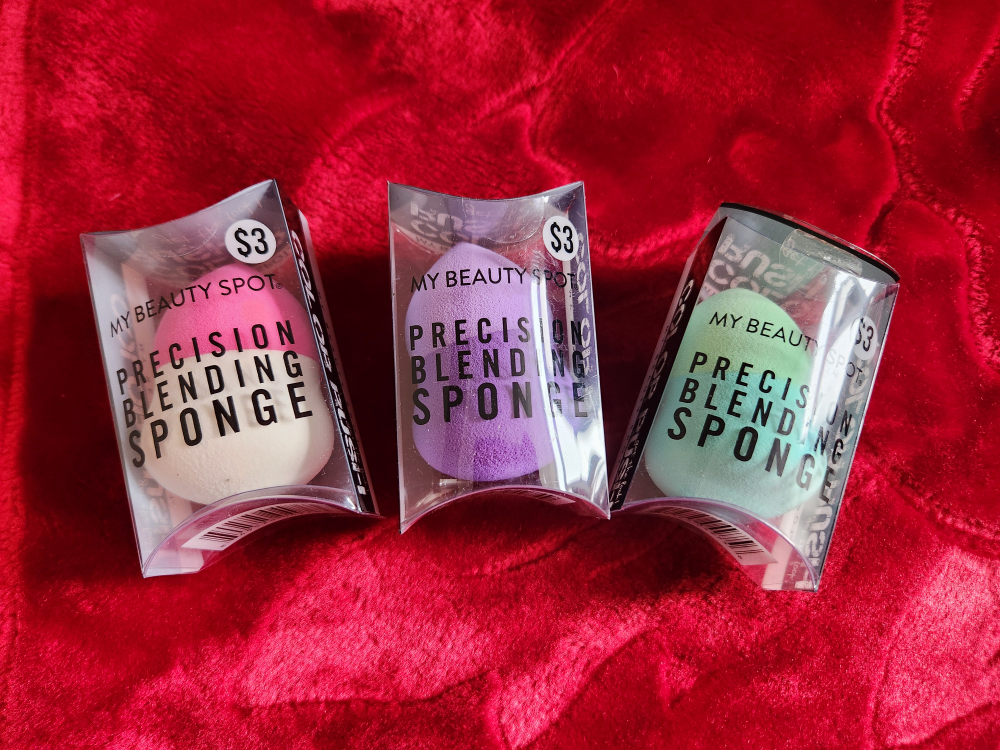 $3
MY BEAUTY SPOT
PRECISION
BLENDING
SPONGE
$3
MY BEAUTY SPOT
PRECISION
BLENDING
SPONGE
$3
MY BEAUTY SPOT
PRECISION
BLENDING
SPONGE